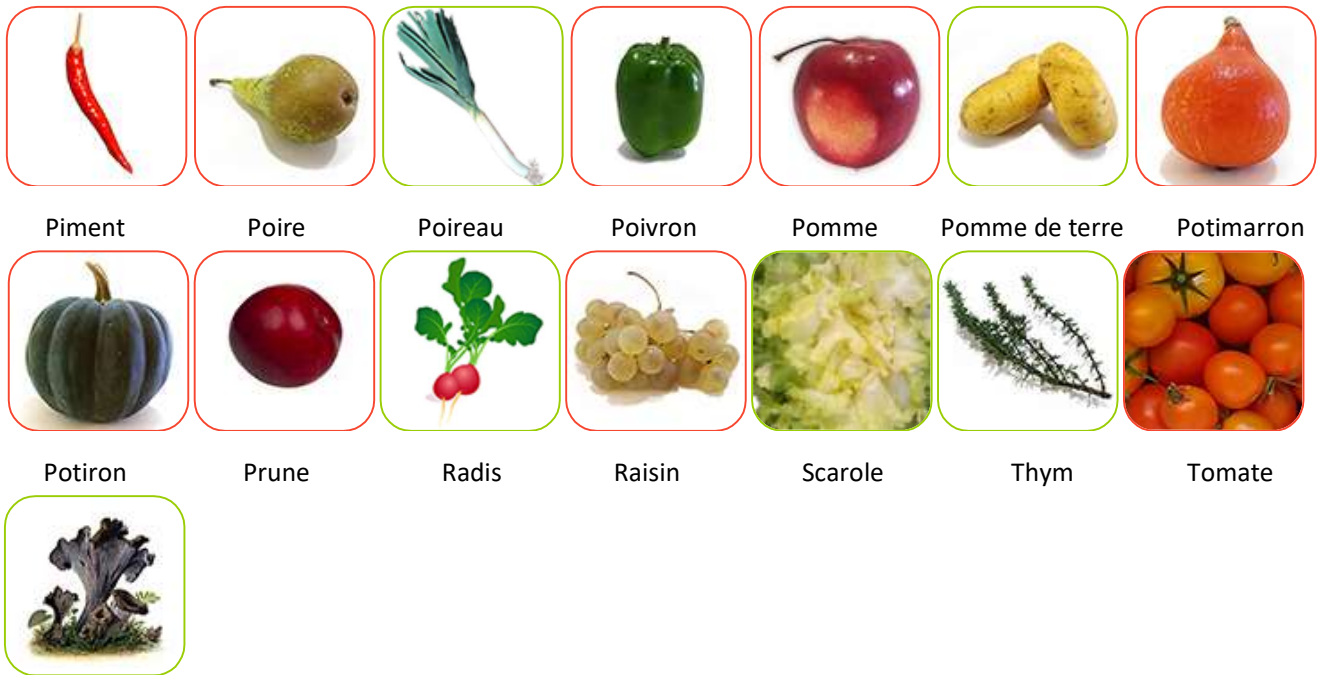 Piment Poire Poireau Poivron Pomme Pomme de terre Potimarron
Potiron Prune Radis Raisin Scarole Thym Tomate